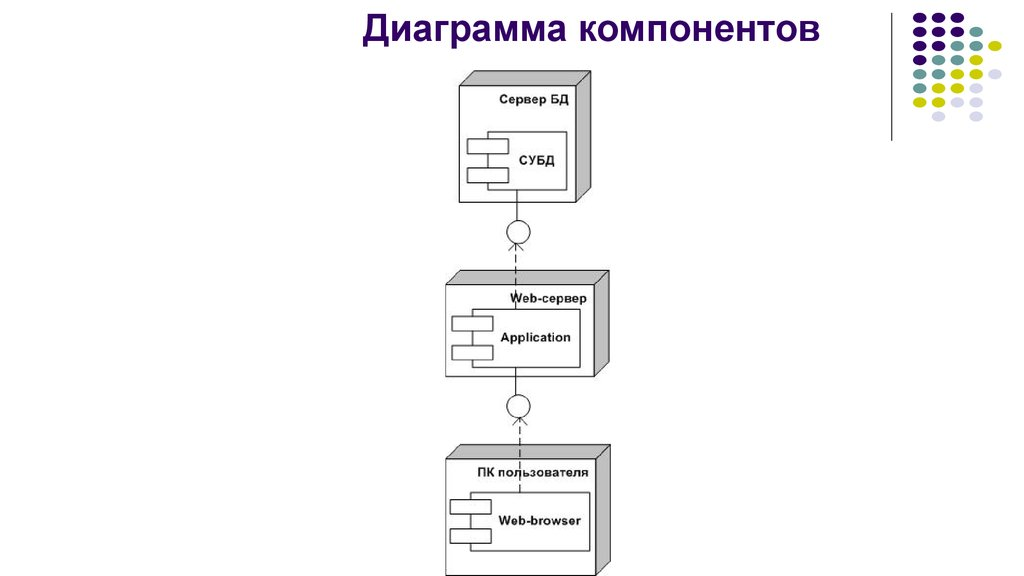 Диаграмма компонентов
Сервер БД
СУБД
Web-сервер
Application
ПК пользователя
Web-browser